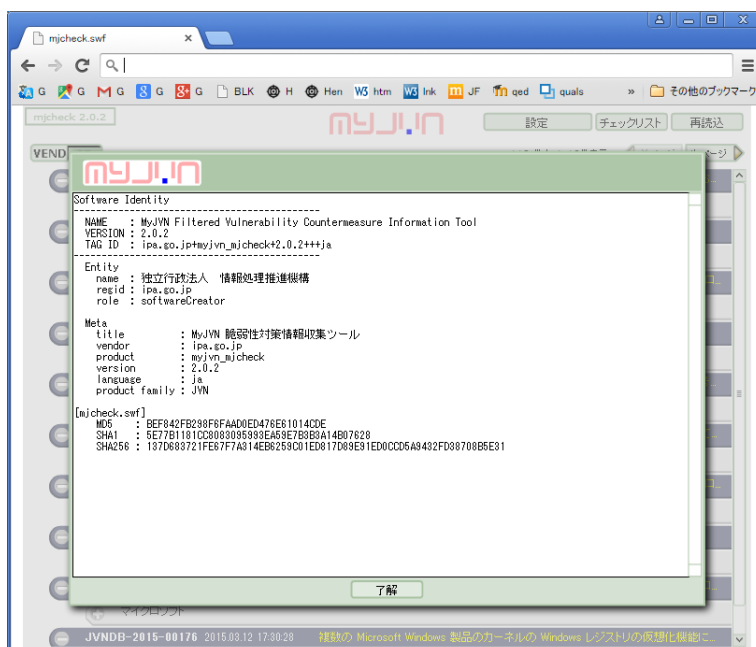 mjcheck.swf
G G M G G G BLK H Hen htm Ink JF qed quals » その他のブックマーク
mjcheck 2.0.2
MYJVN
設定 チェックリスト 再読込
VEND
MYJVN
Software Identity
NAME : MyJVN Filtered Vulnerability Countermeasure Information Tool
VERSION : 2.0.2
TAG ID : ipa.go.jp+myjvn_mjcheck+2.0.2+++ja
Entity
name : 独立行政法人 情報処理推進機構
regid : ipa.go.jp
role : softwareCreator
Meta
title : MyJVN 脆弱性対策情報収集ツール
vendor : ipa.go.jp
product : myjvn_mjcheck
version : 2.0.2
language : ja
product family : JVN
[mjcheck.swf]
MD5 : BEF842FB298F6FAAD0ED476E61014CDE
SHA1 : 5E77B1181CC8083095993EA59E7B3B3A14B07628
SHA256 : 137D683721FE67F7A314EB6259C01ED817D89E91ED0CCD5A9432FD38708B5E31
了解
マイクロソフト
JVNDB-2015-00176 2015.03.12 17:30:28 複数の Microsoft Windows 製品のカーネルの Windows レジストリの仮想化機能に...